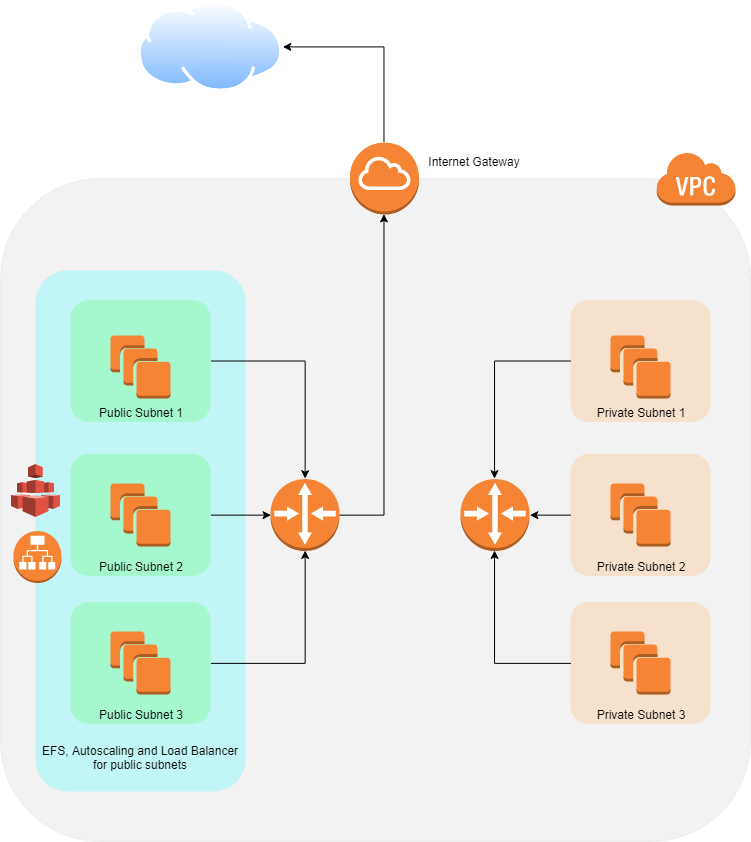 Internet Gateway
VPC
Public Subnet 1
Private Subnet 1
Public Subnet 2
Private Subnet 2
Public Subnet 3
Private Subnet 3
EFS, Autoscaling and Load Balancer
for public subnets